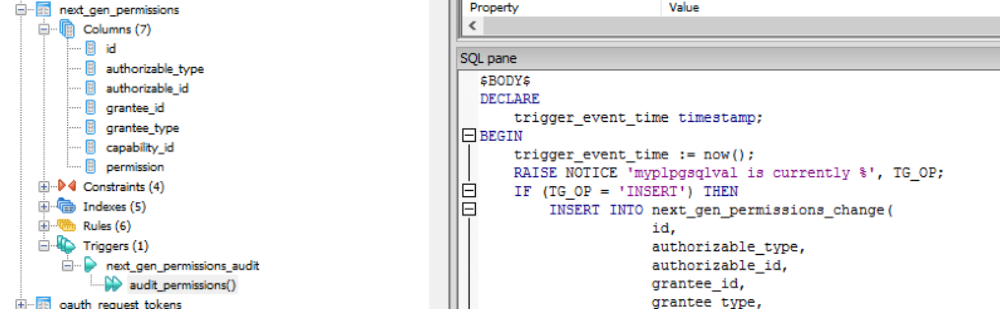 next_gen_permissions
Columns (7)
id
authorizable_type
authorizable_id
grantee_id
grantee_type
capability_id
permission
Constraints (4)
Indexes (5)
Rules (6)
Triggers (1)
next_gen_permissions_audit
audit_permissions()
oauth_request_tokens
Property Value
SQL pane
$BODY$
DECLARE
trigger_event_time timestamp;
BEGIN
trigger_event_time := now();
RAISE NOTICE 'myplpgsqlval is currently %', TG_OP;
IF (TG_OP = 'INSERT') THEN
INSERT INTO next_gen_permissions_change(
id,
authorizable_type,
authorizable_id,
grantee_id,
grantee_type,